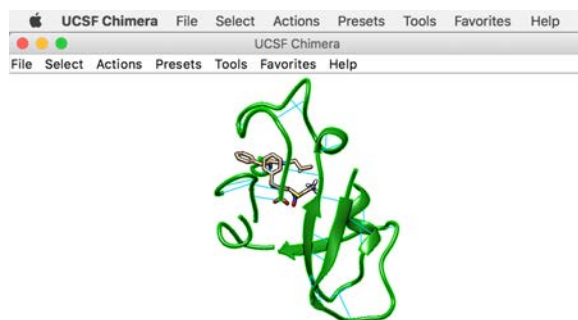 UCSF Chimera File Select Actions Presets Tools Favorites Help
UCSF Chimera
File Select Actions Presets Tools Favorites Help